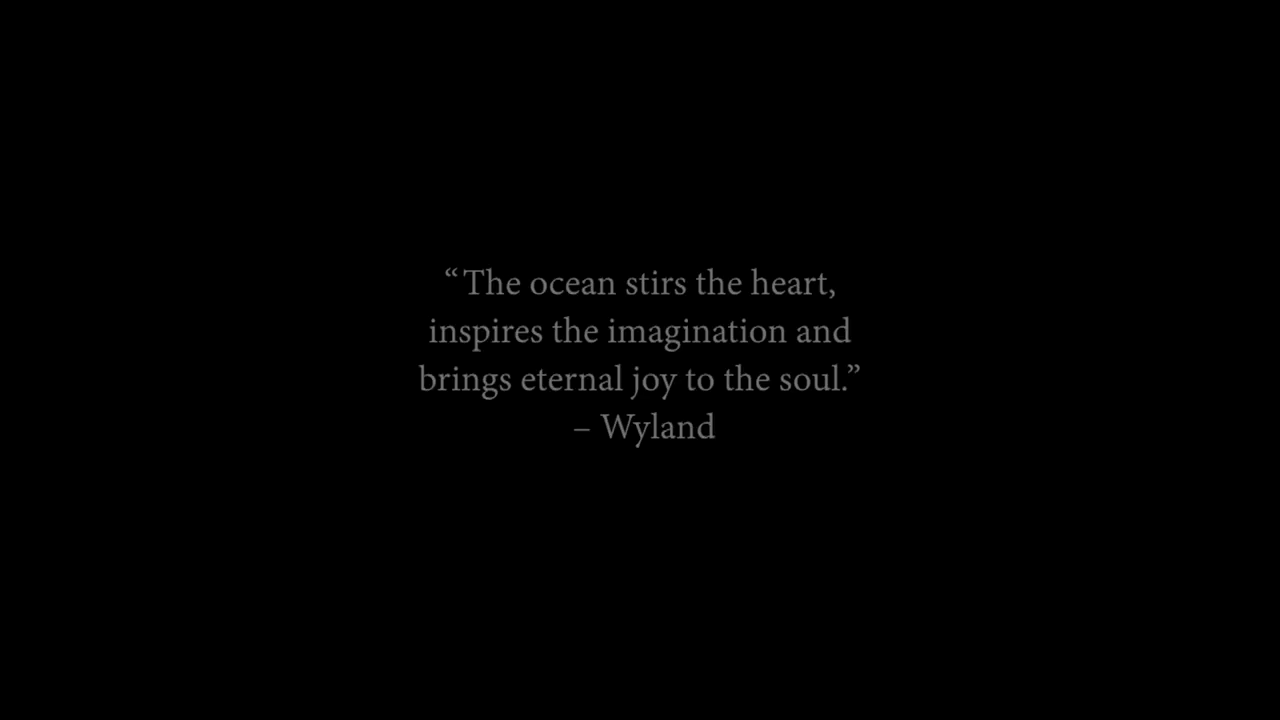 “The ocean stirs the heart,
inspires the imagination and
brings eternal joy to the soul.”
– Wyland